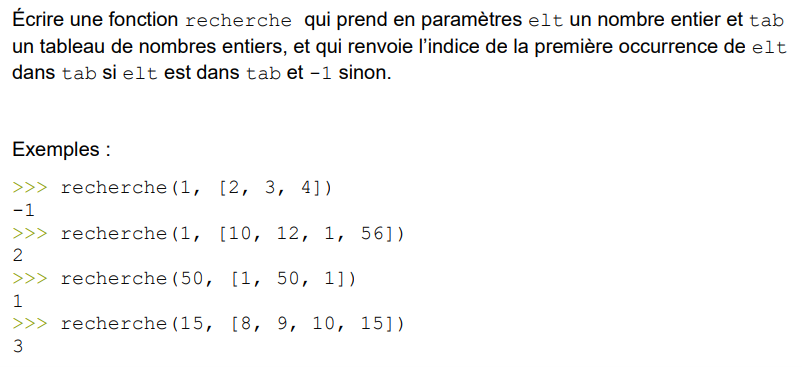 Écrire une fonction recherche qui prend en paramètres elt un nombre entier et tab
un tableau de nombres entiers, et qui renvoie l’indice de la première occurrence de elt
dans tab si elt est dans tab et -1 sinon.
Exemples :
>>> recherche(1, [2, 3, 4])
-1
>>> recherche(1, [10, 12, 1, 56])
2
>>> recherche(50, [1, 50, 1])
1
>>> recherche(15, [8, 9, 10, 15])
3